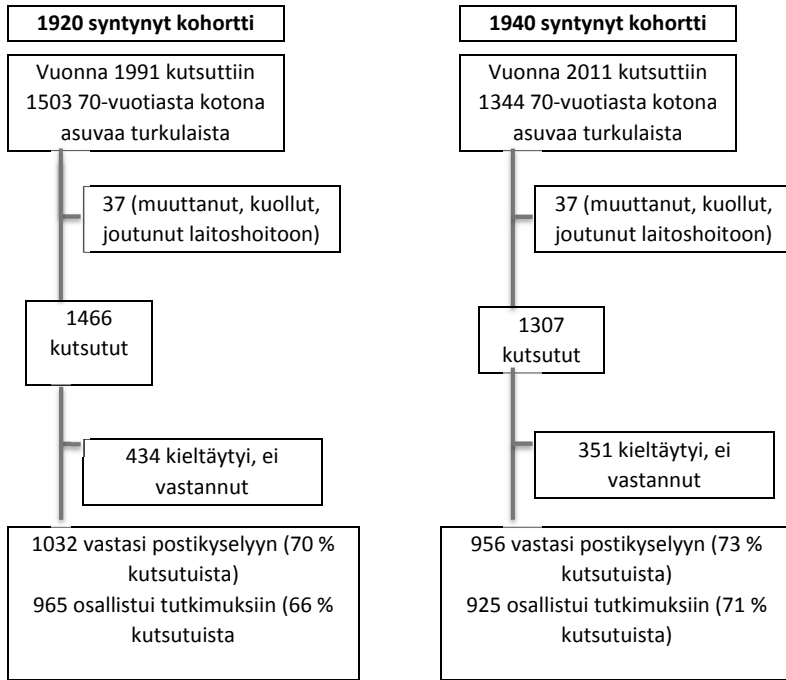 1920 syntynyt kohortti
Vuonna 1991 kutsuttiin
1503 70-vuotiasta kotona
asuvaa turkulaista
37 (muuttanut, kuollut,
joutunut laitoshoitoon)
1466
kutsutut
434 kieltäytyi, ei
vastannut
1032 vastasi postikyselyyn (70 %
kutsutuista)
965 osallistui tutkimuksiin (66 %
kutsutuista
1940 syntynyt kohortti
Vuonna 2011 kutsuttiin
1344 70-vuotiasta kotona
asuvaa turkulaista
37 (muuttanut, kuollut,
joutunut laitoshoitoon)
1307
kutsutut
351 kieltäytyi, ei
vastannut
956 vastasi postikyselyyn (73 %
kutsutuista)
925 osallistui tutkimuksiin (71 %
kutsutuista)